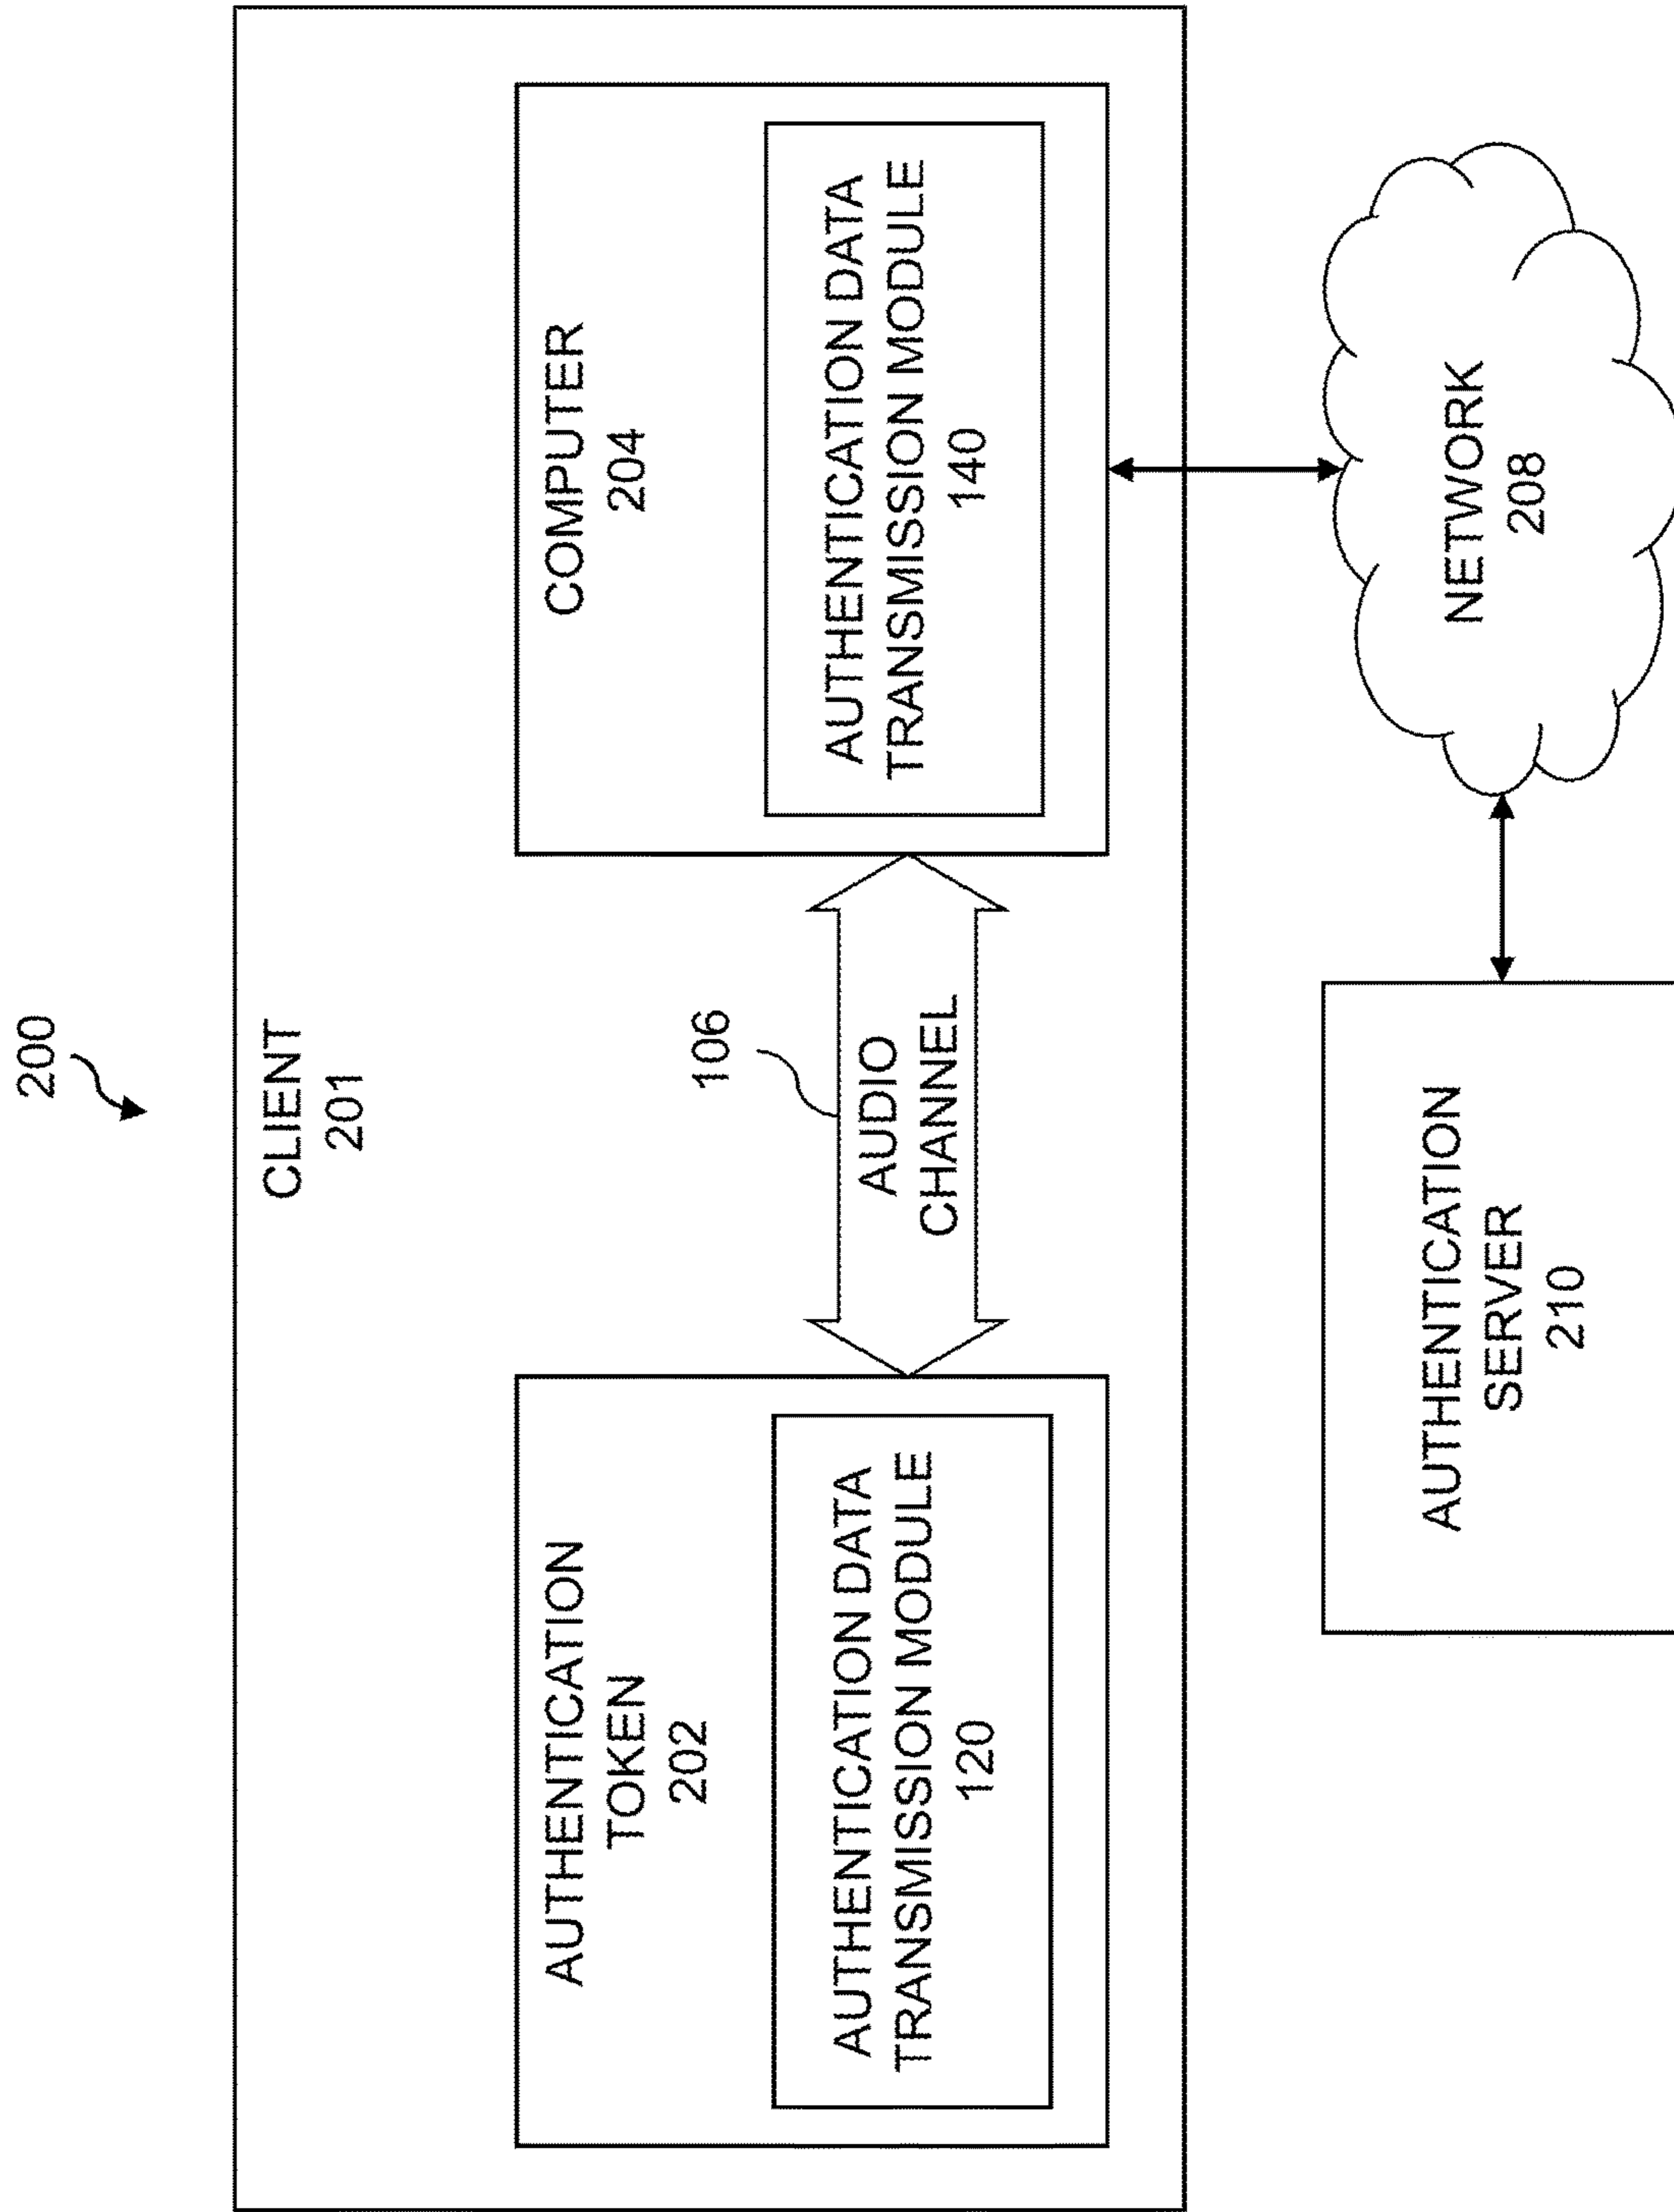 200
CLIENT
201
AUTHENTICATION
TOKEN
202
AUTHENTICATION DATA
TRANSMISSION MODULE
120
106
AUDIO
CHANNEL
COMPUTER
204
AUTHENTICATION DATA
TRANSMISSION MODULE
140
AUTHENTICATION
SERVER
210
NETWORK
208